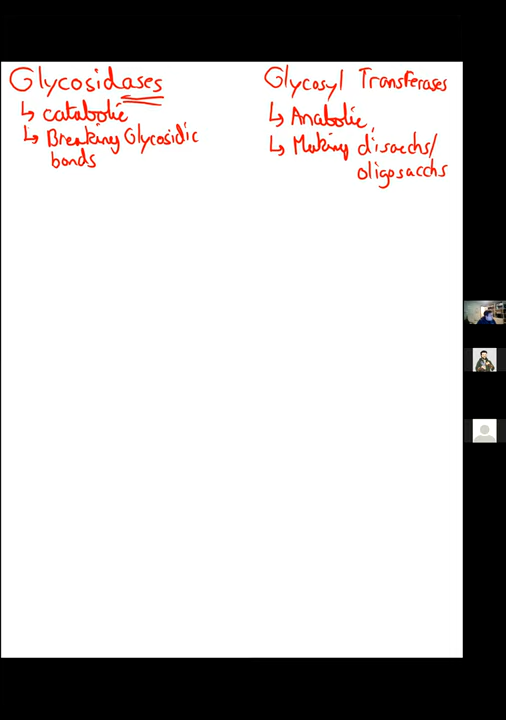 Glycosidases
↳ catabolic
↳ Breaking Glycosidic
bonds
Glycosyl Transferases
↳ Anabolic
↳ Making disacchs/
oligosacchs